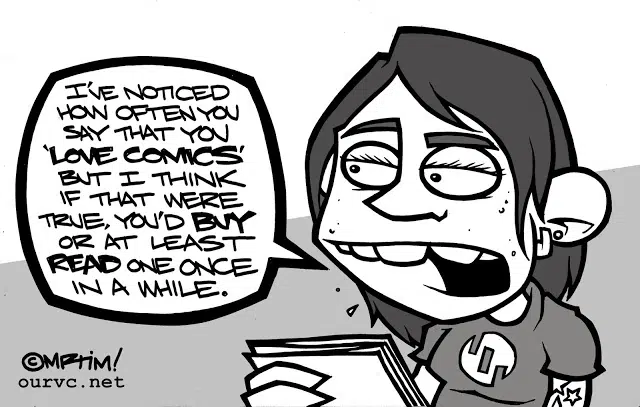 I'VE NOTICED
HOW OFTEN YOU
SAY THAT YOU
'LOVE COMICS'
BUT I THINK
IF THAT WERE
TRUE, YOU'D BUY
OR AT LEAST
READ ONE ONCE
IN A WHILE.
©MRTIM!
ourvc.net
5